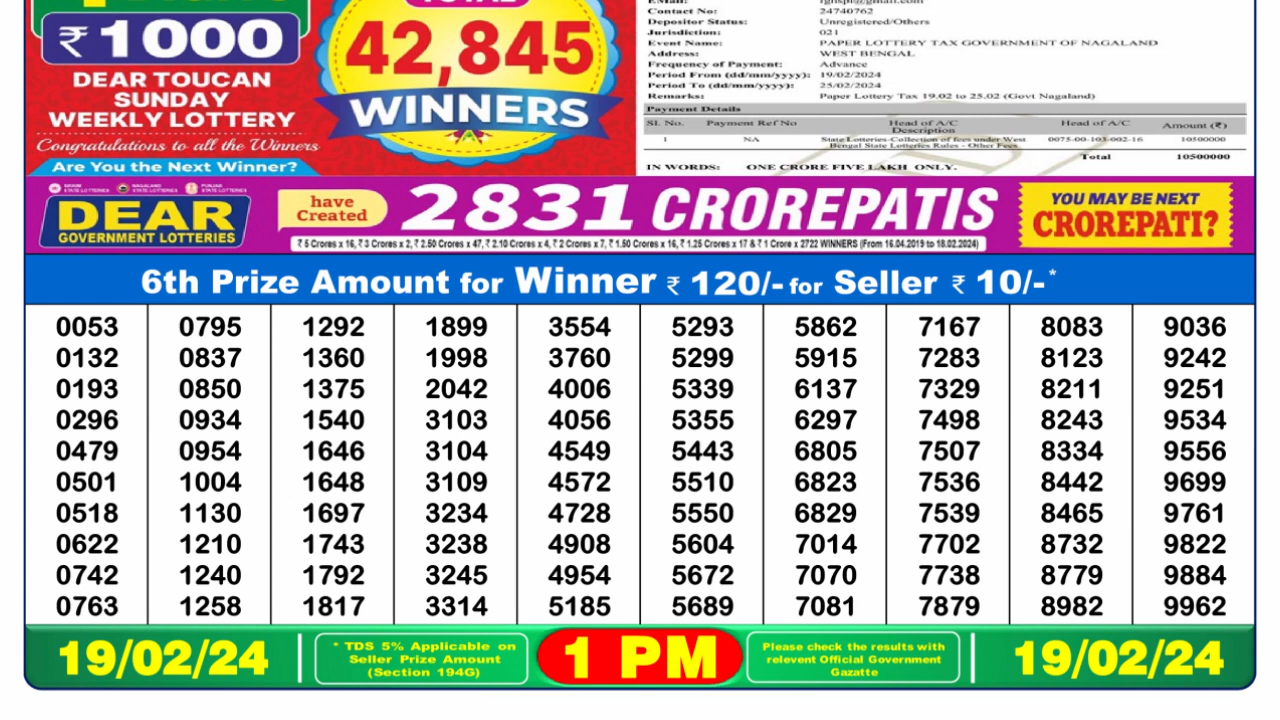 ₹1000
DEAR TOUCAN
SUNDAY
WEEKLY LOTTERY
Congratulations to all the Winners
Are You the Next Winner?
TOTAL
42,845
WINNERS
Contact No: 24740762
Depositor Status: Unregistered/Others
Jurisdiction: 021
Event Name: PAPER LOTTERY TAX GOVERNMENT OF NAGALAND
Address: WEST BENGAL
Frequency of Payment: Advance
Period From (dd/mm/yyyy): 19/02/2024
Period To (dd/mm/yyyy): 25/02/2024
Remarks: Paper Lottery Tax 19.02 to 25.02 (Govt Nagaland)
Payment Details
Sl. No. Payment Ref No Head of A/C Description Head of A/C Amount (₹)
1 NA State Lotteries-Collection of fees under West Bengal State Lotteries Rules - Other Fees 0075-00-103-002-16 10500000
Total 10500000
IN WORDS: ONE CRORE FIVE LAKH ONLY.
SIKKIM STATE LOTTERIES NAGALAND STATE LOTTERIES PUNJAB STATE LOTTERIES
DEAR
GOVERNMENT LOTTERIES
have
Created
2831 CROREPATIS
₹ 5 Crores x 16, ₹ 3 Crores x 2, ₹ 2.50 Crores x 47, ₹ 2.10 Crores x 4, ₹ 2 Crores x 7, ₹ 1.50 Crores x 16, ₹ 1.25 Crores x 17 & ₹ 1 Crore x 2722 WINNERS (From 16.04.2019 to 18.02.2024)
YOU MAY BE NEXT
CROREPATI?
6th Prize Amount for Winner ₹ 120/- for Seller ₹ 10/-*
0053 0795 1292 1899 3554 5293 5862 7167 8083 9036
0132 0837 1360 1998 3760 5299 5915 7283 8123 9242
0193 0850 1375 2042 4006 5339 6137 7329 8211 9251
0296 0934 1540 3103 4056 5355 6297 7498 8243 9534
0479 0954 1646 3104 4549 5443 6805 7507 8334 9556
0501 1004 1648 3109 4572 5510 6823 7536 8442 9699
0518 1130 1697 3234 4728 5550 6829 7539 8465 9761
0622 1210 1743 3238 4908 5604 7014 7702 8732 9822
0742 1240 1792 3245 4954 5672 7070 7738 8779 9884
0763 1258 1817 3314 5185 5689 7081 7879 8982 9962
19/02/24
* TDS 5% Applicable on
Seller Prize Amount
(Section 194G)
1 PM
Please check the results with
relevent Official Government
Gazatte
19/02/24